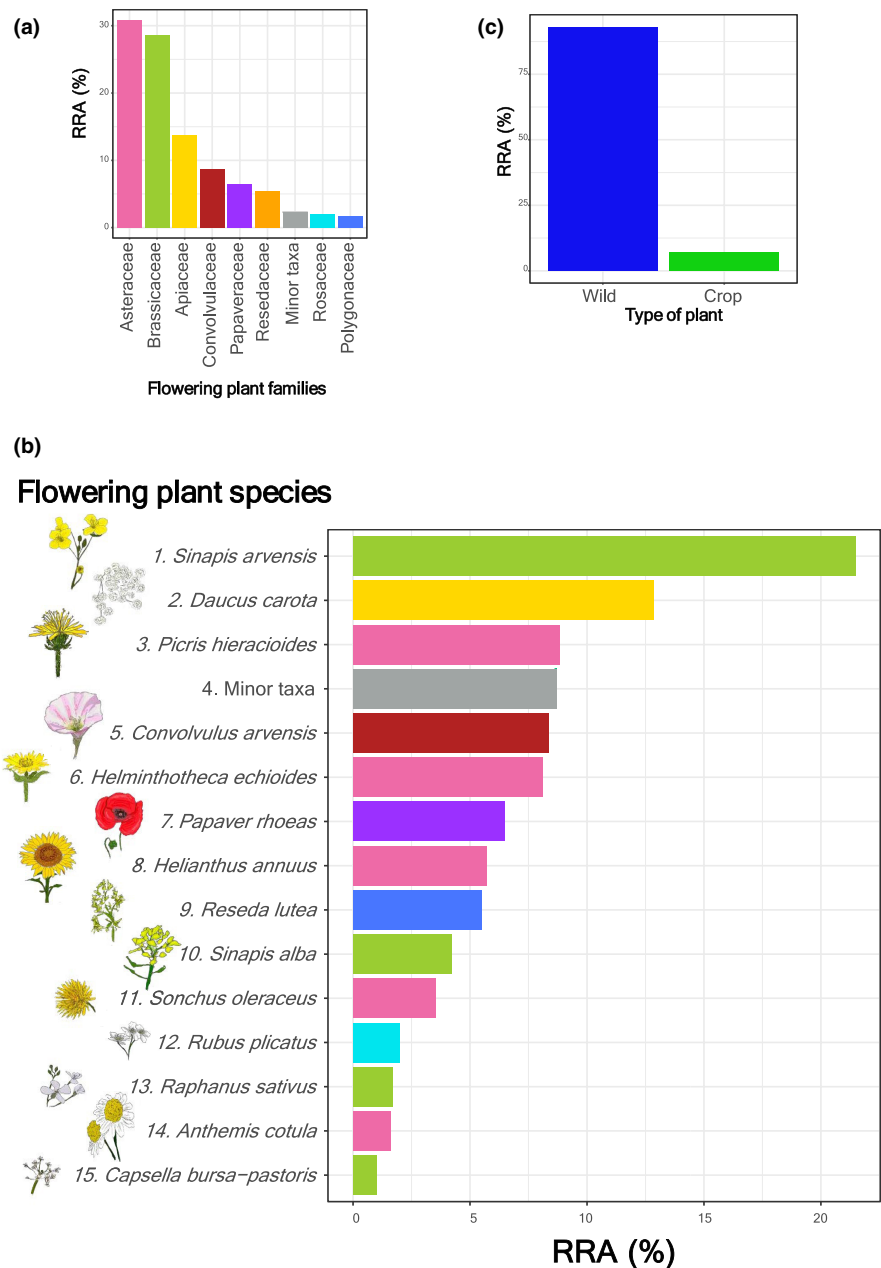 (a)
RRA (%)
30
20
10
0
Asteraceae
Brassicaceae
Apiaceae
Convolvulaceae
Papaveraceae
Resedaceae
Minor taxa
Rosaceae
Polygonaceae
Flowering plant families
(c)
RRA (%)
75
50
25
0
Wild
Crop
Type of plant
(b)
Flowering plant species
1. Sinapis arvensis
2. Daucus carota
3. Picris hieracioides
4. Minor taxa
5. Convolvulus arvensis
6. Helminthotheca echioides
7. Papaver rhoeas
8. Helianthus annuus
9. Reseda lutea
10. Sinapis alba
11. Sonchus oleraceus
12. Rubus plicatus
13. Raphanus sativus
14. Anthemis cotula
15. Capsella bursa−pastoris
0 5 10 15 20
RRA (%)